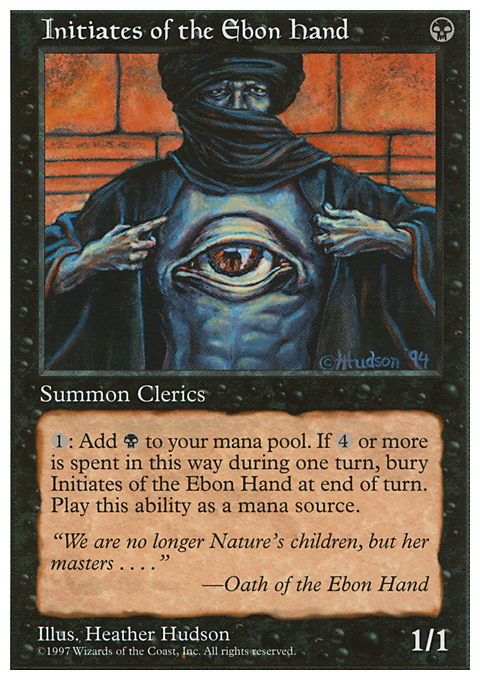 Initiates of the Ebon Hand
©HHudson 94
Summon Clerics
1: Add to your mana pool. If 4 or more
is spent in this way during one turn, bury
Initiates of the Ebon Hand at end of turn.
Play this ability as a mana source.
“We are no longer Nature’s children, but her
masters . . . .”
—Oath of the Ebon Hand
Illus. Heather Hudson
1/1
©1997 Wizards of the Coast, Inc. All rights reserved.